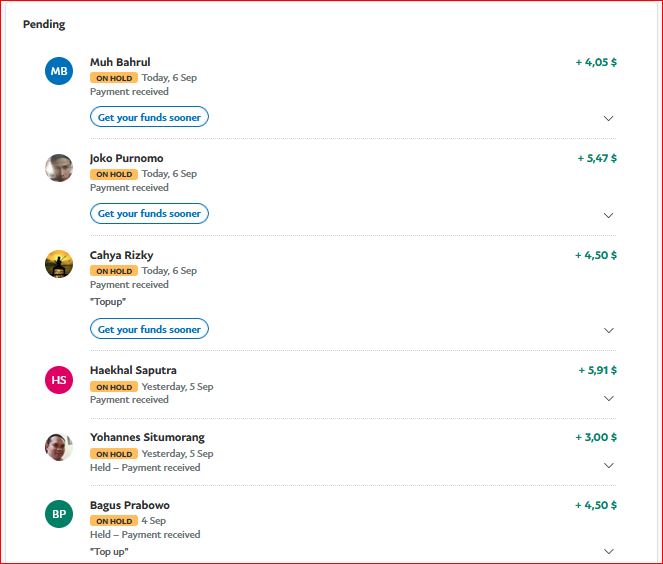 Pending
MB
Muh Bahrul
+ 4,05 $
ON HOLD Today, 6 Sep
Payment received
Get your funds sooner
Joko Purnomo
+ 5,47 $
ON HOLD Today, 6 Sep
Payment received
Get your funds sooner
Cahya Rizky
+ 4,50 $
ON HOLD Today, 6 Sep
"Topup"
Get your funds sooner
HS
Haekhal Saputra
+ 5,91 $
ON HOLD Yesterday, 5 Sep
Payment received
Yohannes Situmorang
+ 3,00 $
ON HOLD Yesterday, 5 Sep
Held – Payment received
BP
Bagus Prabowo
+ 4,50 $
ON HOLD 4 Sep
Held – Payment received
"Top up"